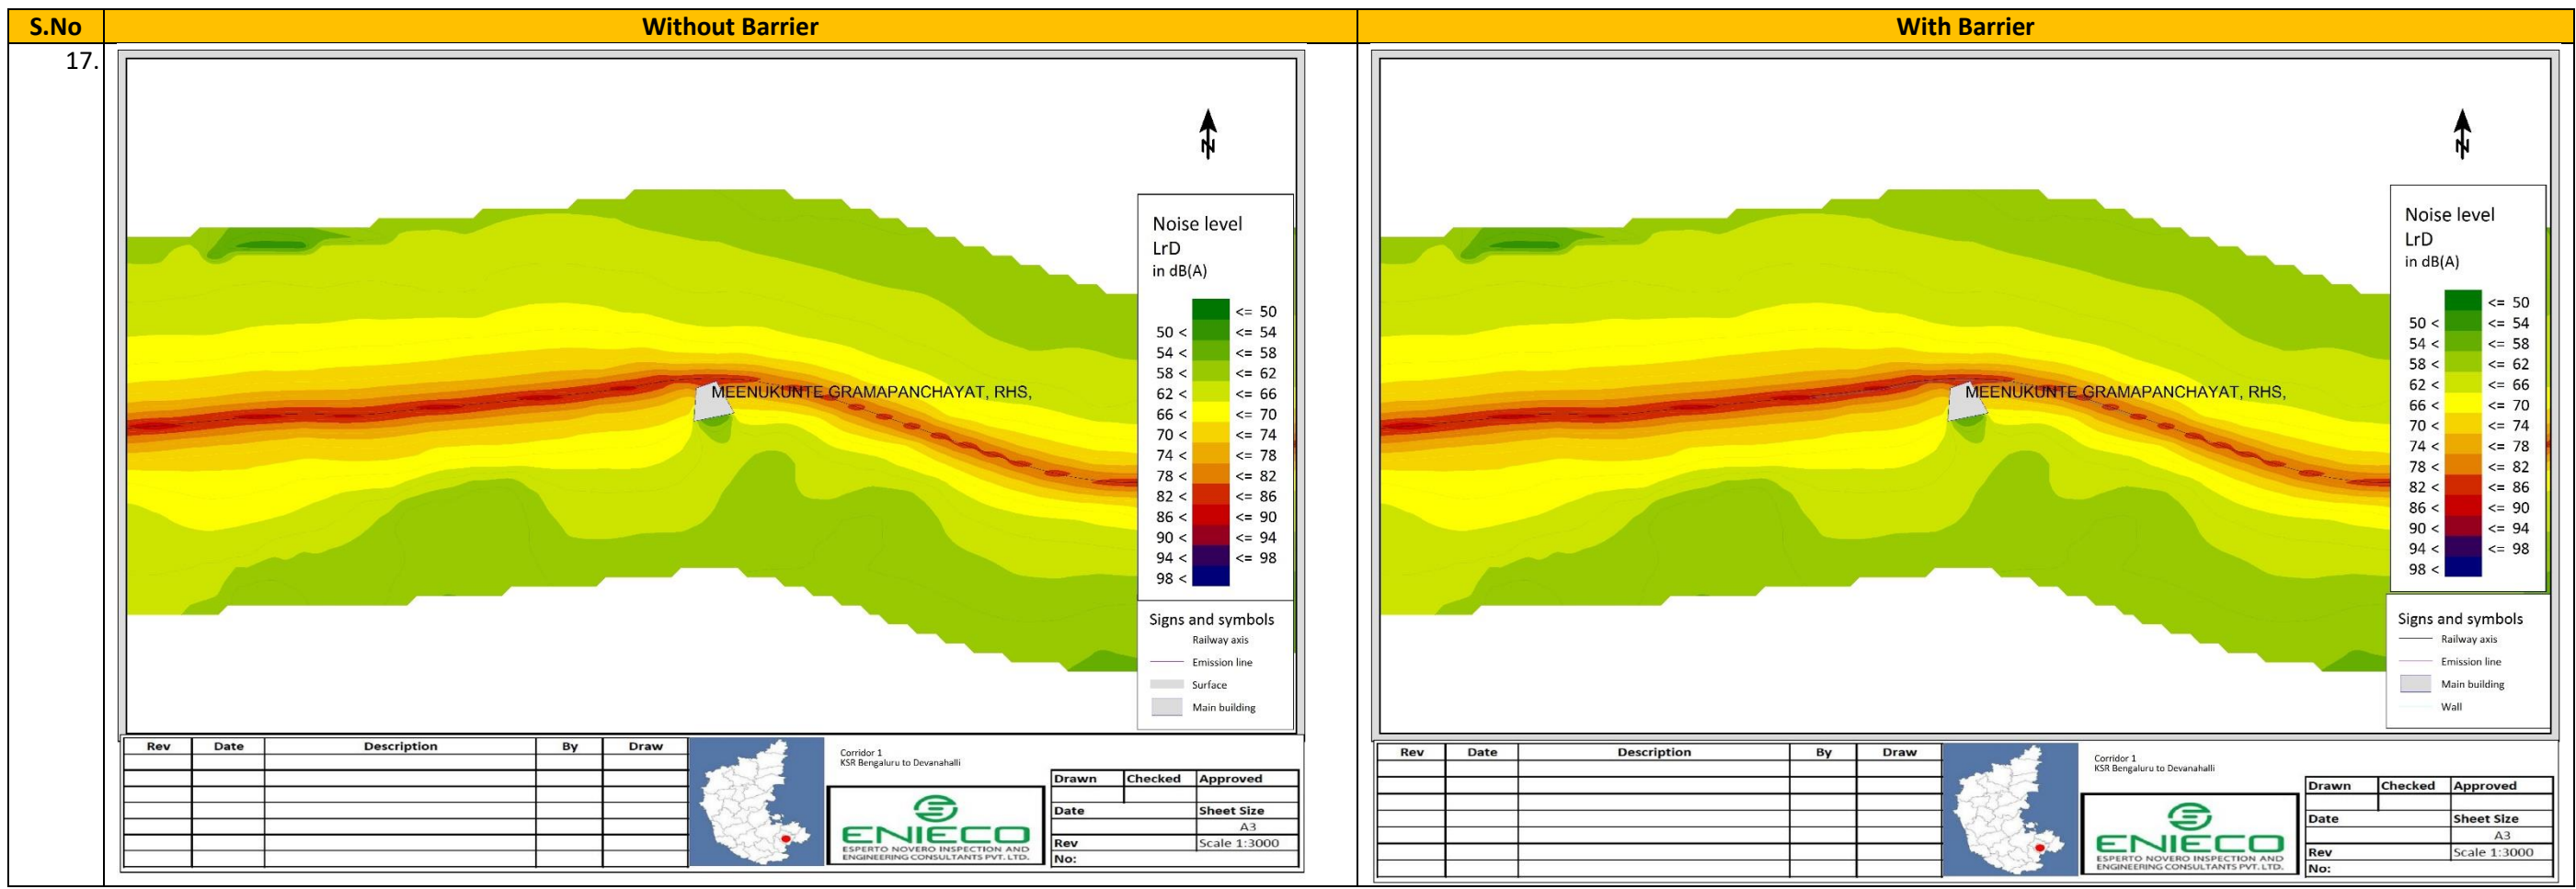 S.No Without Barrier With Barrier
17.
N
Noise level
LrD
in dB(A)
<= 50
50 < <= 54
54 < <= 58
58 < <= 62
62 < <= 66
66 < <= 70
70 < <= 74
74 < <= 78
78 < <= 82
82 < <= 86
86 < <= 90
90 < <= 94
94 < <= 98
98 <
MEENUKUNTE GRAMAPANCHAYAT, RHS,
Signs and symbols
Railway axis
Emission line
Surface
Main building
Rev Date Description By Draw
Corridor 1
KSR Bengaluru to Devanahalli
ENIECO
ESPERTO NOVERO INSPECTION AND
ENGINEERING CONSULTANTS PVT. LTD.
Drawn Checked Approved
Date Sheet Size
A3
Rev Scale 1:3000
No:
N
Noise level
LrD
in dB(A)
<= 50
50 < <= 54
54 < <= 58
58 < <= 62
62 < <= 66
66 < <= 70
70 < <= 74
74 < <= 78
78 < <= 82
82 < <= 86
86 < <= 90
90 < <= 94
94 < <= 98
98 <
MEENUKUNTE GRAMAPANCHAYAT, RHS,
Signs and symbols
Railway axis
Emission line
Main building
Wall
Rev Date Description By Draw
Corridor 1
KSR Bengaluru to Devanahalli
ENIECO
ESPERTO NOVERO INSPECTION AND
ENGINEERING CONSULTANTS PVT. LTD.
Drawn Checked Approved
Date Sheet Size
A3
Rev Scale 1:3000
No: